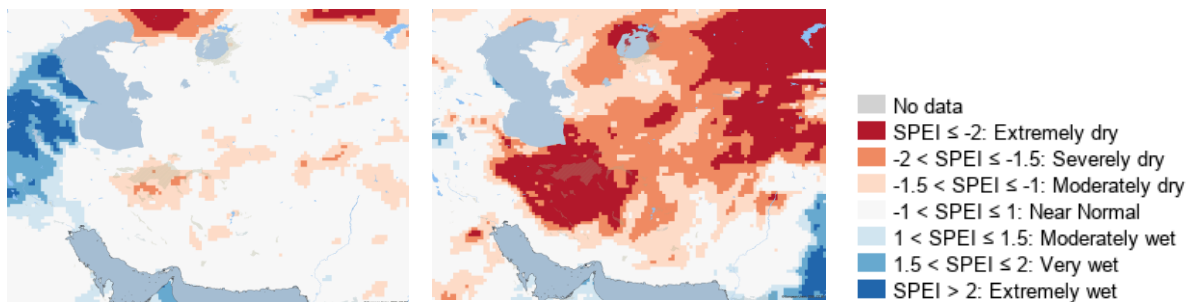 No data
SPEI ≤ -2: Extremely dry
-2 < SPEI ≤ -1.5: Severely dry
-1.5 < SPEI ≤ -1: Moderately dry
-1 < SPEI ≤ 1: Near Normal
1 < SPEI ≤ 1.5: Moderately wet
1.5 < SPEI ≤ 2: Very wet
SPEI > 2: Extremely wet